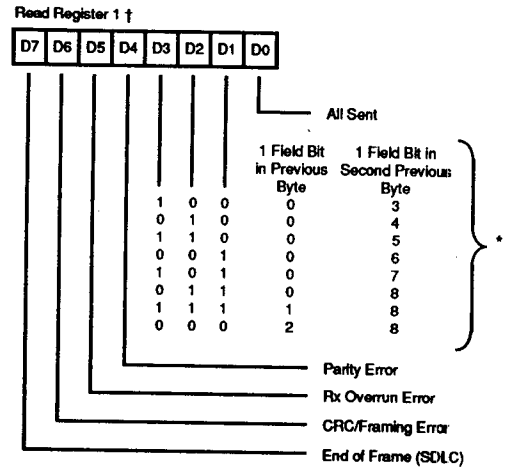 Read Register 1 †
D7 D6 D5 D4 D3 D2 D1 D0
All Sent
1 Field Bit in Previous Byte
1 Field Bit in Second Previous Byte
1 0 0 0 3
0 1 0 0 4
1 1 0 0 5
0 0 1 0 6
1 0 1 0 7
0 1 1 0 8
1 1 1 1 8
0 0 0 2 8
*
Parity Error
Rx Overrun Error
CRC/Framing Error
End of Frame (SDLC)